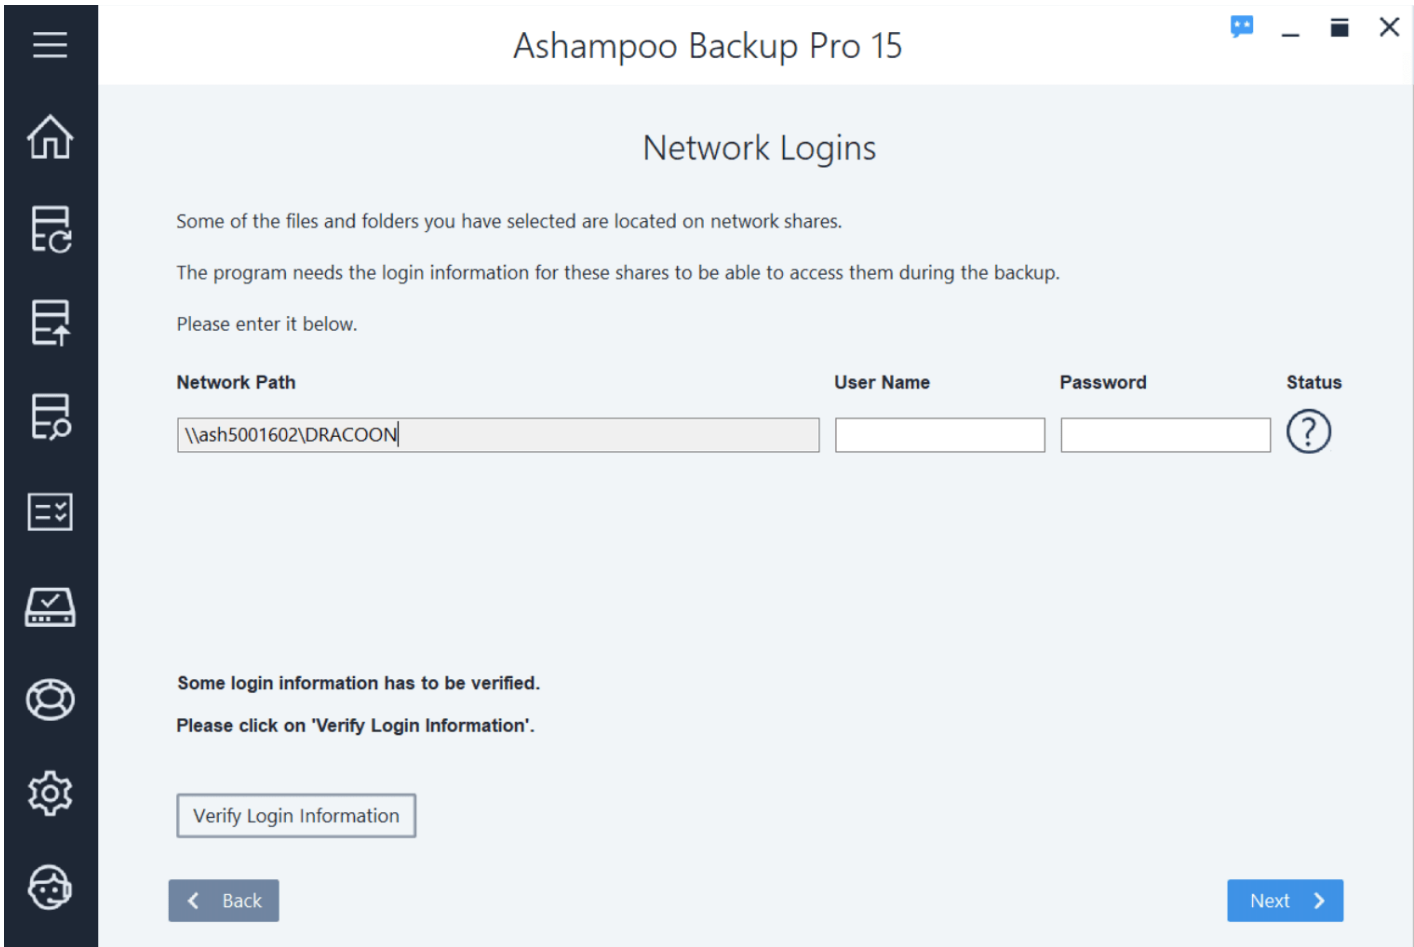 Ashampoo Backup Pro 15
Network Logins
Some of the files and folders you have selected are located on network shares.
The program needs the login information for these shares to be able to access them during the backup.
Please enter it below.
Network Path User Name Password Status
\\ash5001602\DRACOON
Some login information has to be verified.
Please click on 'Verify Login Information'.
Verify Login Information
Back Next